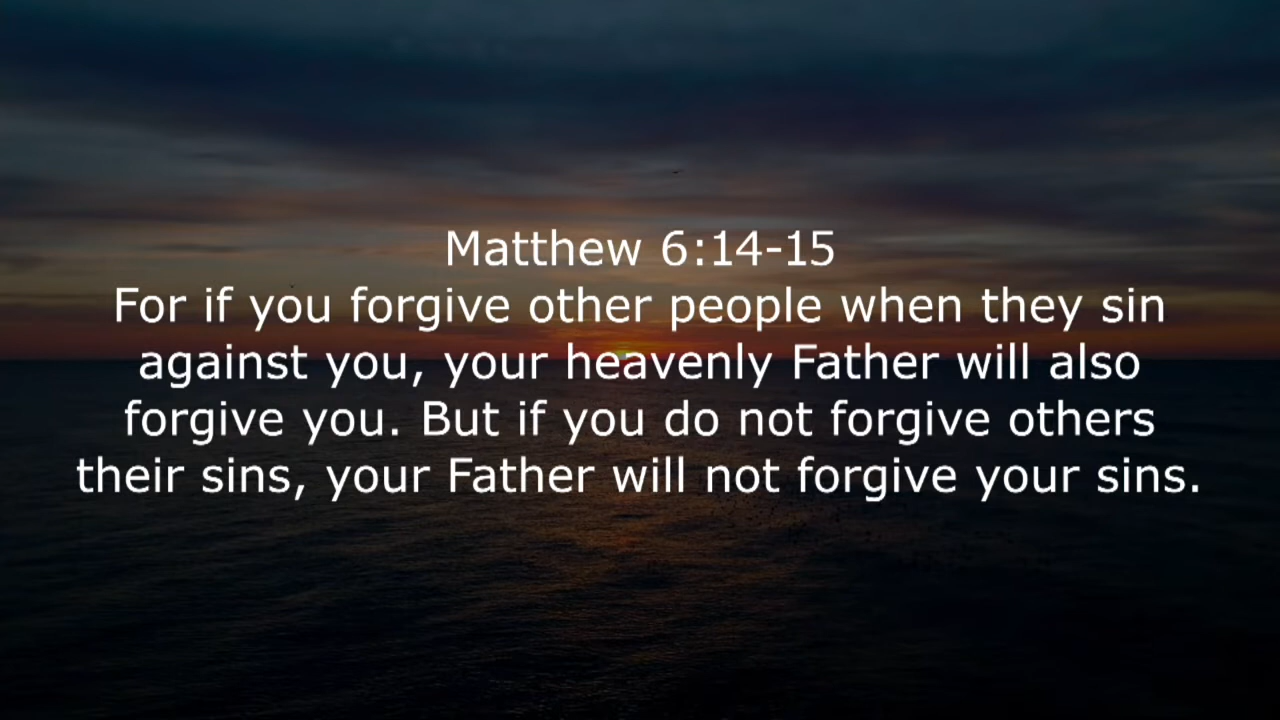 Matthew 6:14-15
For if you forgive other people when they sin
against you, your heavenly Father will also
forgive you. But if you do not forgive others
their sins, your Father will not forgive your sins.